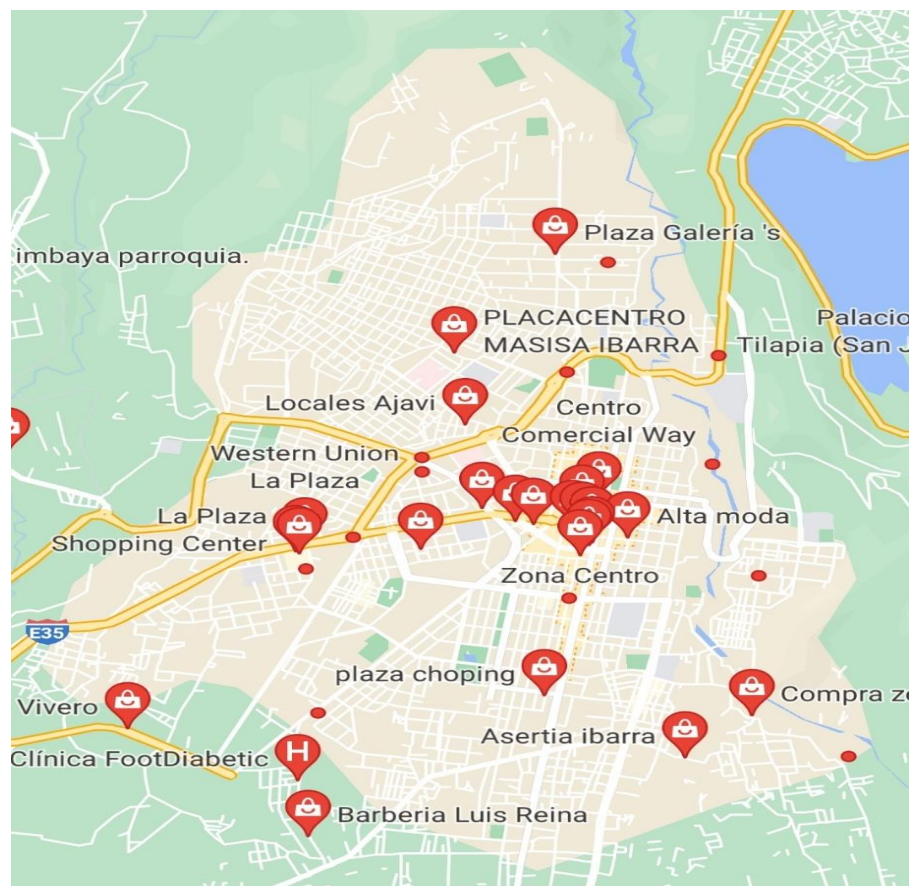 Plaza Galería 's
imbaya parroquia.
PLACACENTRO
MASISA IBARRA
Palacio
Tilapia (San J
Locales Ajavi
Centro
Comercial Way
Western Union
La Plaza
La Plaza
Shopping Center
Alta moda
Zona Centro
E35
plaza choping
Compra ze
Vivero
Asertia ibarra
Clínica FootDiabetic
H
Barberia Luis Reina